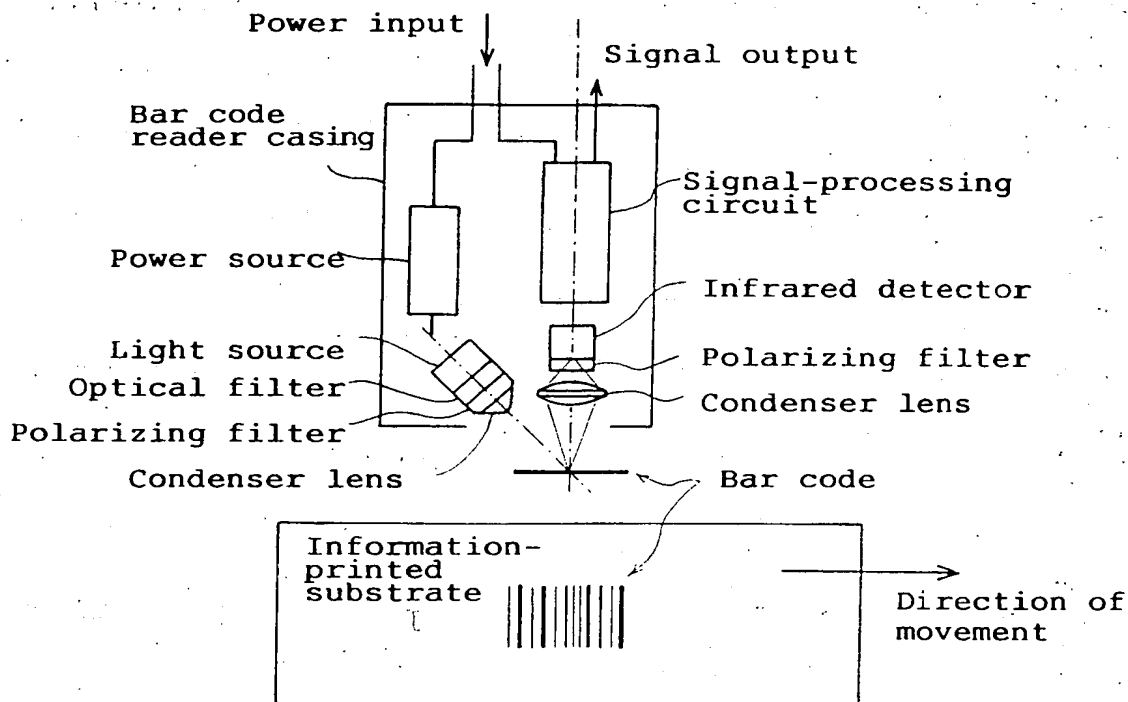 Power input
Signal output
Bar code
reader casing
Signal-processing
circuit
Power source
Infrared detector
Light source
Polarizing filter
Optical filter
Condenser lens
Polarizing filter
Condenser lens
Bar code
Information-
printed
substrate
Direction of
movement